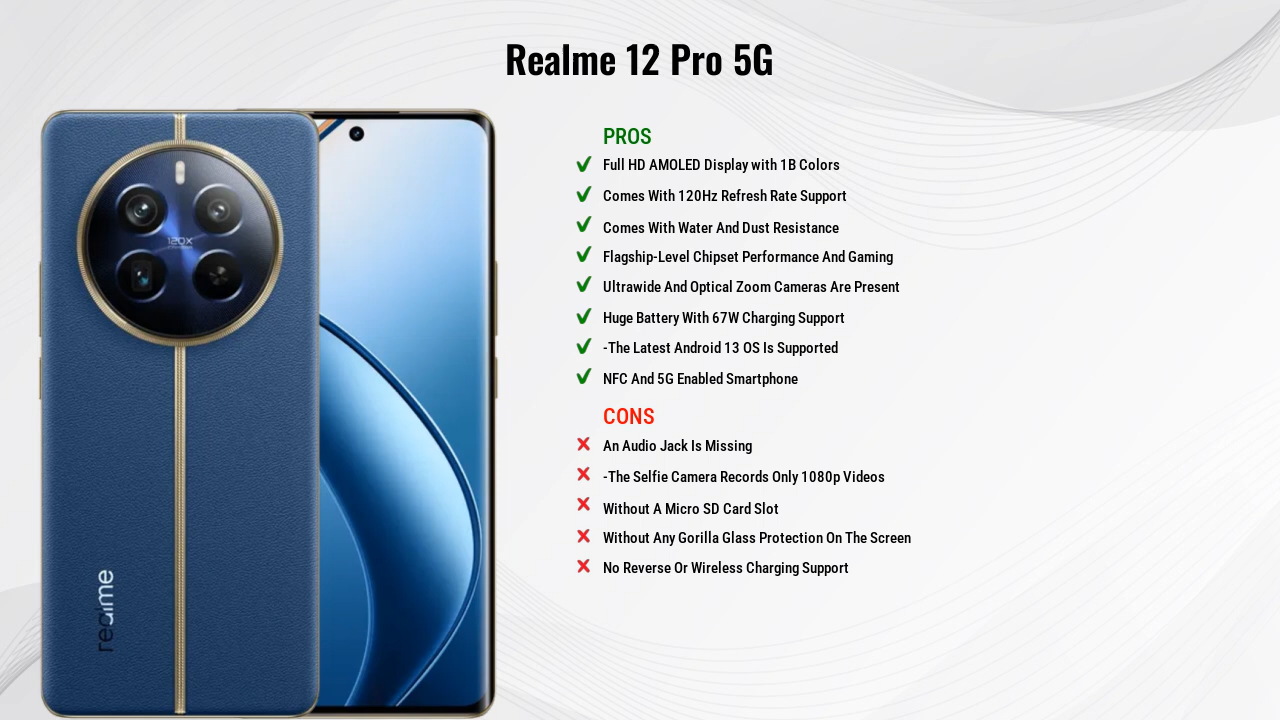 Realme 12 Pro 5G
PROS
Full HD AMOLED Display with 1B Colors
Comes With 120Hz Refresh Rate Support
Comes With Water And Dust Resistance
Flagship-Level Chipset Performance And Gaming
Ultrawide And Optical Zoom Cameras Are Present
Huge Battery With 67W Charging Support
-The Latest Android 13 OS Is Supported
NFC And 5G Enabled Smartphone
CONS
An Audio Jack Is Missing
-The Selfie Camera Records Only 1080p Videos
Without A Micro SD Card Slot
Without Any Gorilla Glass Protection On The Screen
No Reverse Or Wireless Charging Support
120X
realme